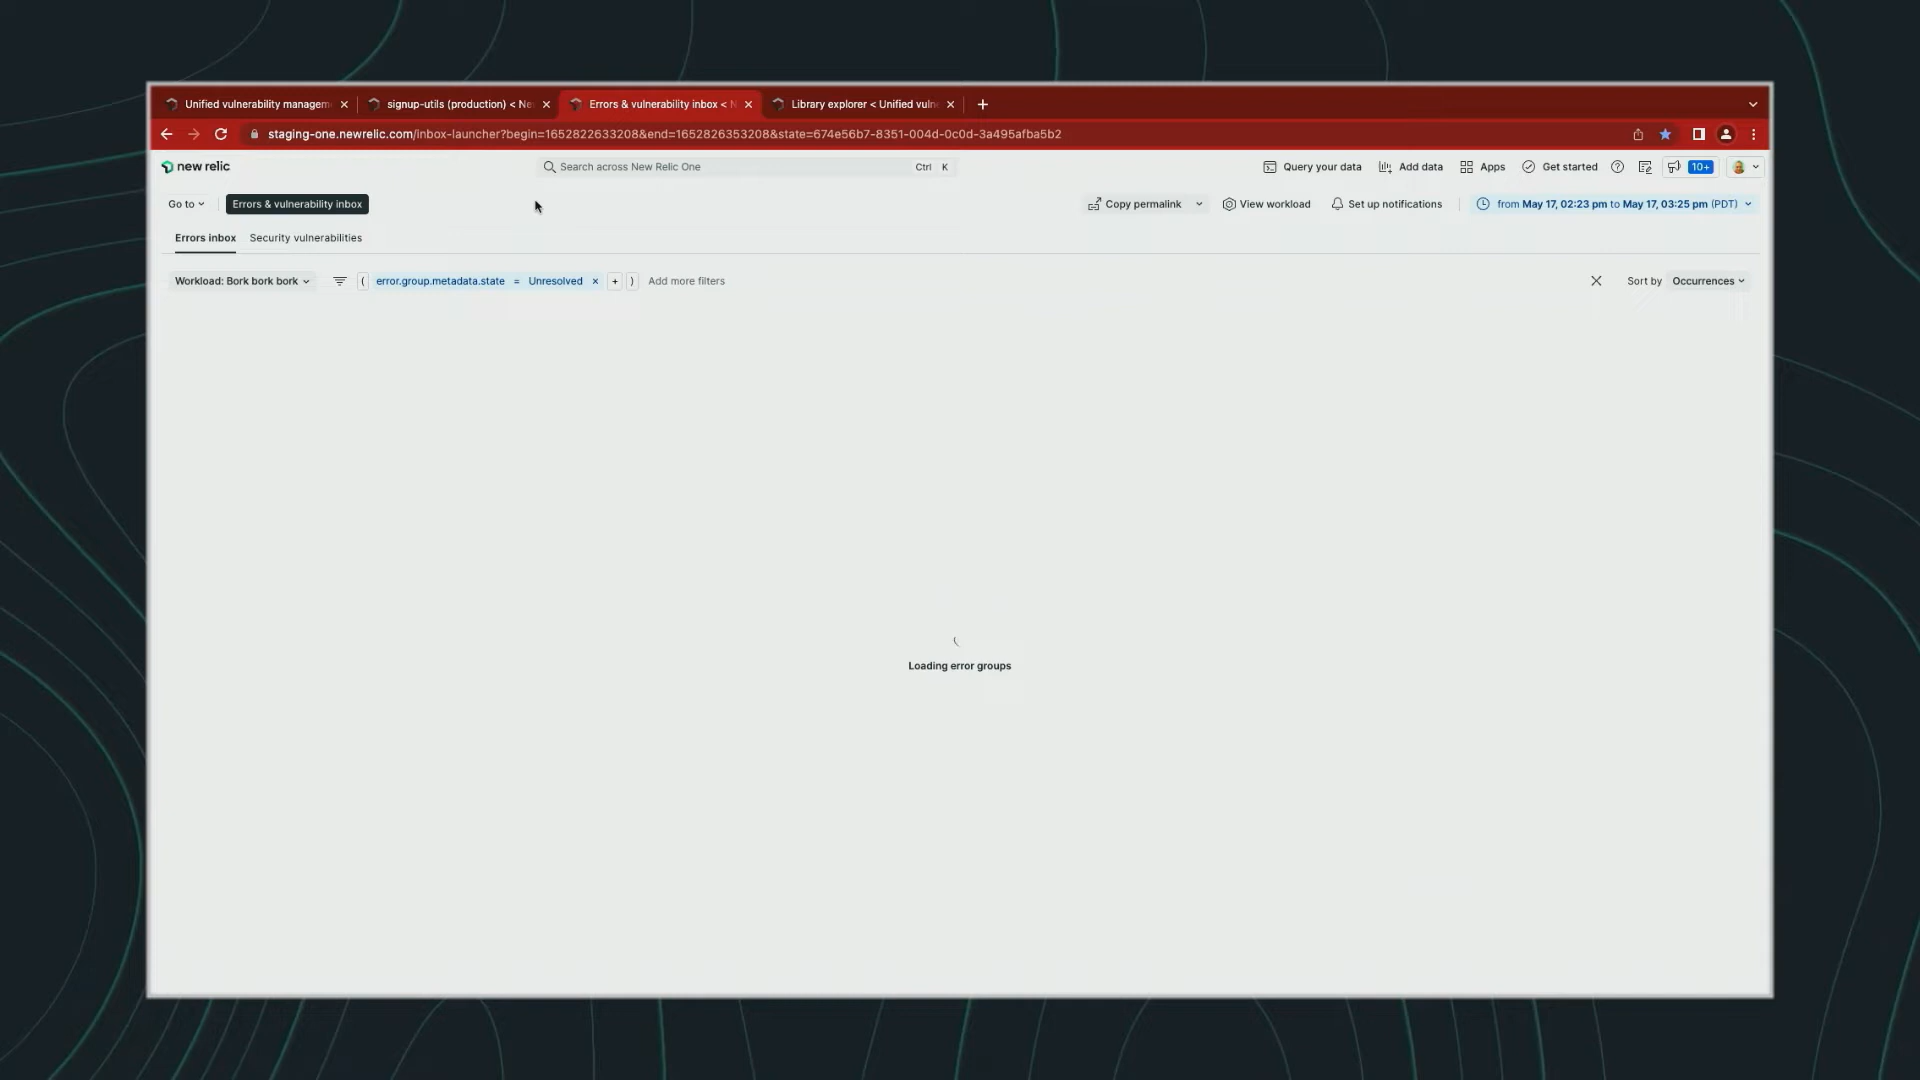 Unified vulnerability managem
signup-utils (production) < Ne
Errors & vulnerability inbox < N
Library explorer < Unified vuln
staging-one.newrelic.com/inbox-launcher?begin=1652822633208&end=1652826353208&state=674e56b7-8351-004d-0c0d-3a495afba5b2
new relic
Search across New Relic One
Ctrl K
Query your data
Add data
Apps
Get started
10+
Go to
Errors & vulnerability inbox
Copy permalink
View workload
Set up notifications
from May 17, 02:23 pm to May 17, 03:25 pm (PDT)
Errors inbox
Security vulnerabilities
Workload: Bork bork bork
( error.group.metadata.state = Unresolved × + )
Add more filters
Sort by Occurrences
Loading error groups